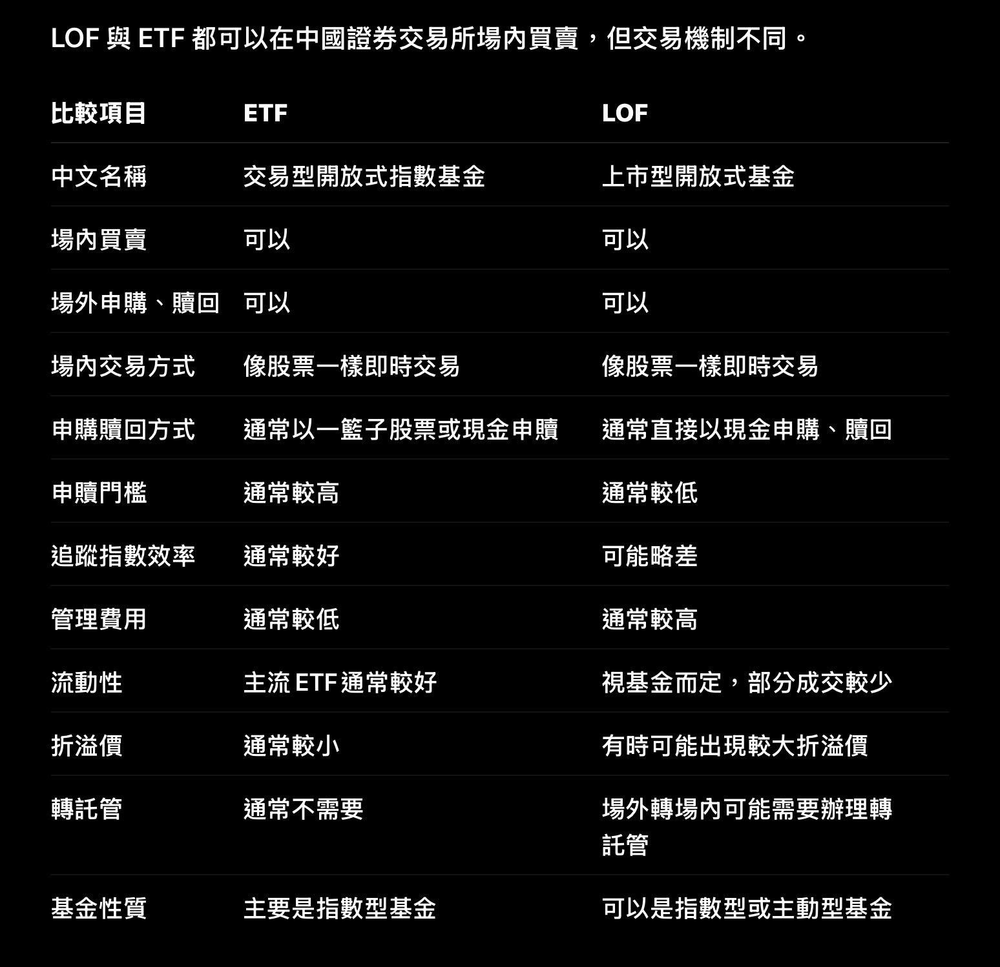 LOF 與 ETF 都可以在中國證券交易所場內買賣，但交易機制不同。
比較項目 ETF LOF
中文名稱 交易型開放式指數基金 上市型開放式基金
場內買賣 可以 可以
場外申購、贖回 可以 可以
場內交易方式 像股票一樣即時交易 像股票一樣即時交易
申購贖回方式 通常以一籃子股票或現金申贖 通常直接以現金申購、贖回
申贖門檻 通常較高 通常較低
追蹤指數效率 通常較好 可能略差
管理費用 通常較低 通常較高
流動性 主流 ETF 通常較好 視基金而定，部分成交較少
折溢價 通常較小 有時可能出現較大折溢價
轉託管 通常不需要 場外轉場內可能需要辦理轉
託管
基金性質 主要是指數型基金 可以是指數型或主動型基金